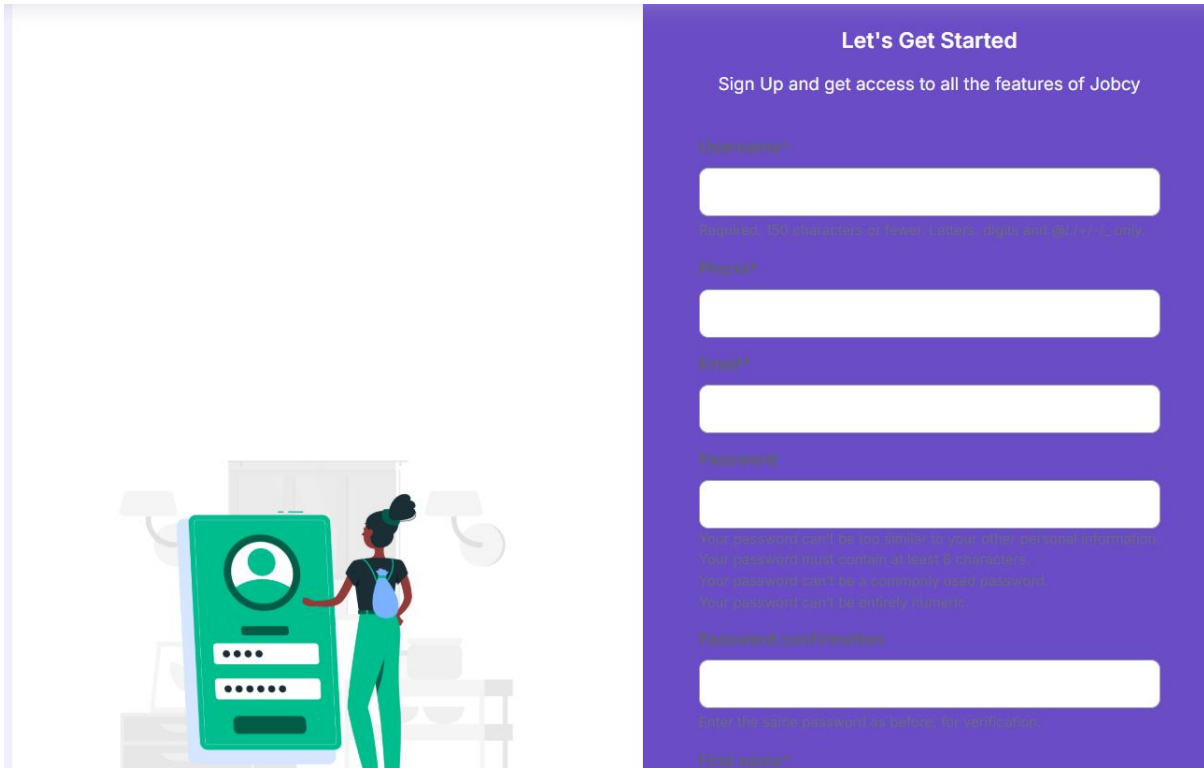 Let's Get Started
Sign Up and get access to all the features of Jobcy
Username*
Required. 150 characters or fewer. Letters, digits and @/./+/-/_ only.
Phone*
Email*
Password
Your password can't be too similar to your other personal information.
Your password must contain at least 8 characters.
Your password can't be a commonly used password.
Your password can't be entirely numeric.
Password confirmation
Enter the same password as before, for verification.
First name*